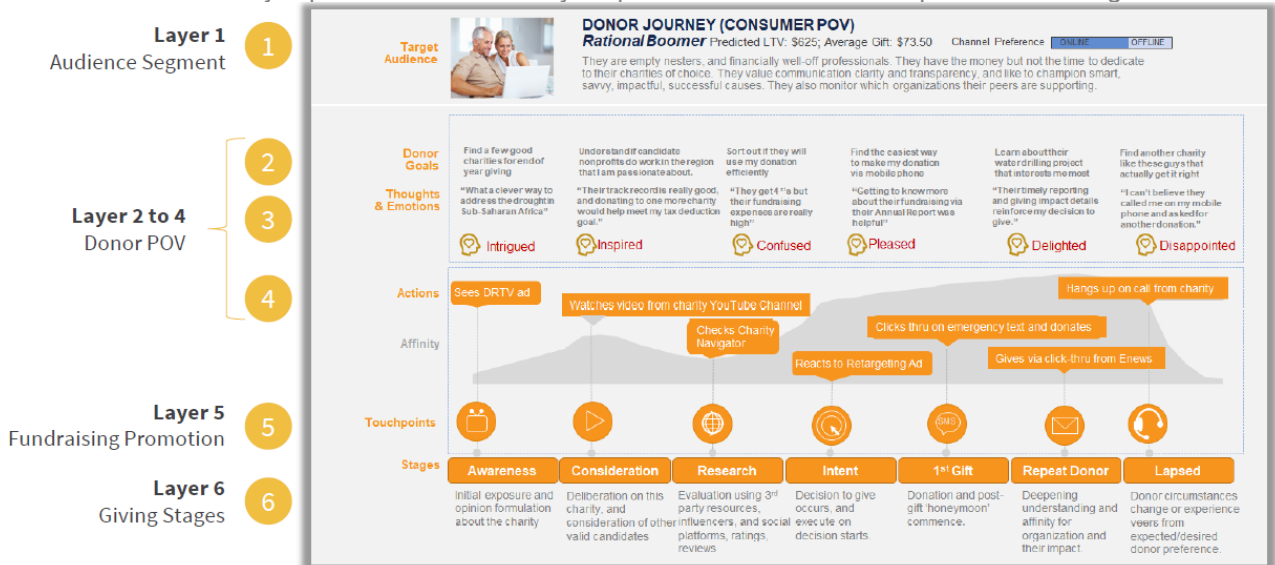 Layer 1
Audience Segment
1
Target
Audience
DONOR JOURNEY (CONSUMER POV)
Rational Boomer Predicted LTV: $625; Average Gift: $73.50 Channel Preference ONLINE OFFLINE
They are empty nesters, and financially well-off professionals. They have the money but not the time to dedicate
to their charities of choice. They value communication clarity and transparency, and like to champion smart,
savvy, impactful, successful causes. They also monitor which organizations their peers are supporting.
Layer 2 to 4
Donor POV
2
3
4
Donor
Goals
Find a few good
charities for end of
year giving
Understand if candidate
nonprofits do work in the region
that I am passionate about.
Sort out if they will
use my donation
efficiently
Find the easiest way
to make my donation
via mobile phone
Learn about their
water drilling project
that interests me most
Find another charity
like these guys that
actually get it right
Thoughts
& Emotions
"What a clever way to
address the drought in
Sub-Saharan Africa"
"Their track record is really good,
and donating to one more charity
would help meet my tax deduction
goal."
"They get 4 *'s but
their fundraising
expenses are really
high"
"Getting to know more
about their fundraising via
their Annual Report was
helpful"
"Their timely reporting
and giving impact details
reinforce my decision to
give."
"I can't believe they
called me on my mobile
phone and asked for
another donation."
Intrigued
Inspired
Confused
Pleased
Delighted
Disappointed
Actions
Sees DRTV ad
Watches video from charity YouTube Channel
Checks Charity
Navigator
Reacts to Retargeting Ad
Clicks thru on emergency text and donates
Gives via click-thru from Enews
Hangs up on call from charity
Affinity
Layer 5
Fundraising Promotion
5
Touchpoints
SMS
Layer 6
Giving Stages
6
Stages
Awareness
Consideration
Research
Intent
1st Gift
Repeat Donor
Lapsed
Initial exposure and
opinion formulation
about the charity
Deliberation on this
charity, and
consideration of other
valid candidates
Evaluation using 3rd
party resources,
influencers, and social
platforms, ratings,
reviews
Decision to give
occurs, and
execute on
decision starts.
Donation and post-
gift 'honeymoon'
commence.
Deepening
understanding and
affinity for
organization and
their impact.
Donor circumstances
change or experience
veers from
expected/desired
donor preference.